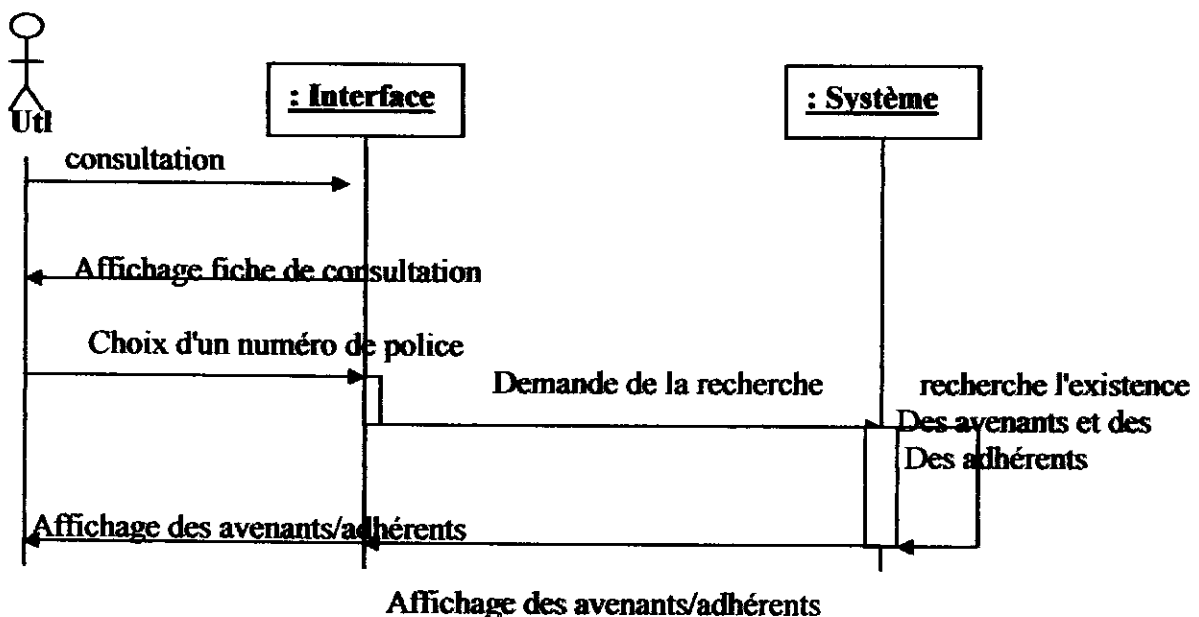 : Interface
: Système
Utl
consultation
Affichage fiche de consultation
Choix d'un numéro de police
Demande de la recherche
recherche l'existence
Des avenants et des
Des adhérents
Affichage des avenants/adhérents
Affichage des avenants/adhérents